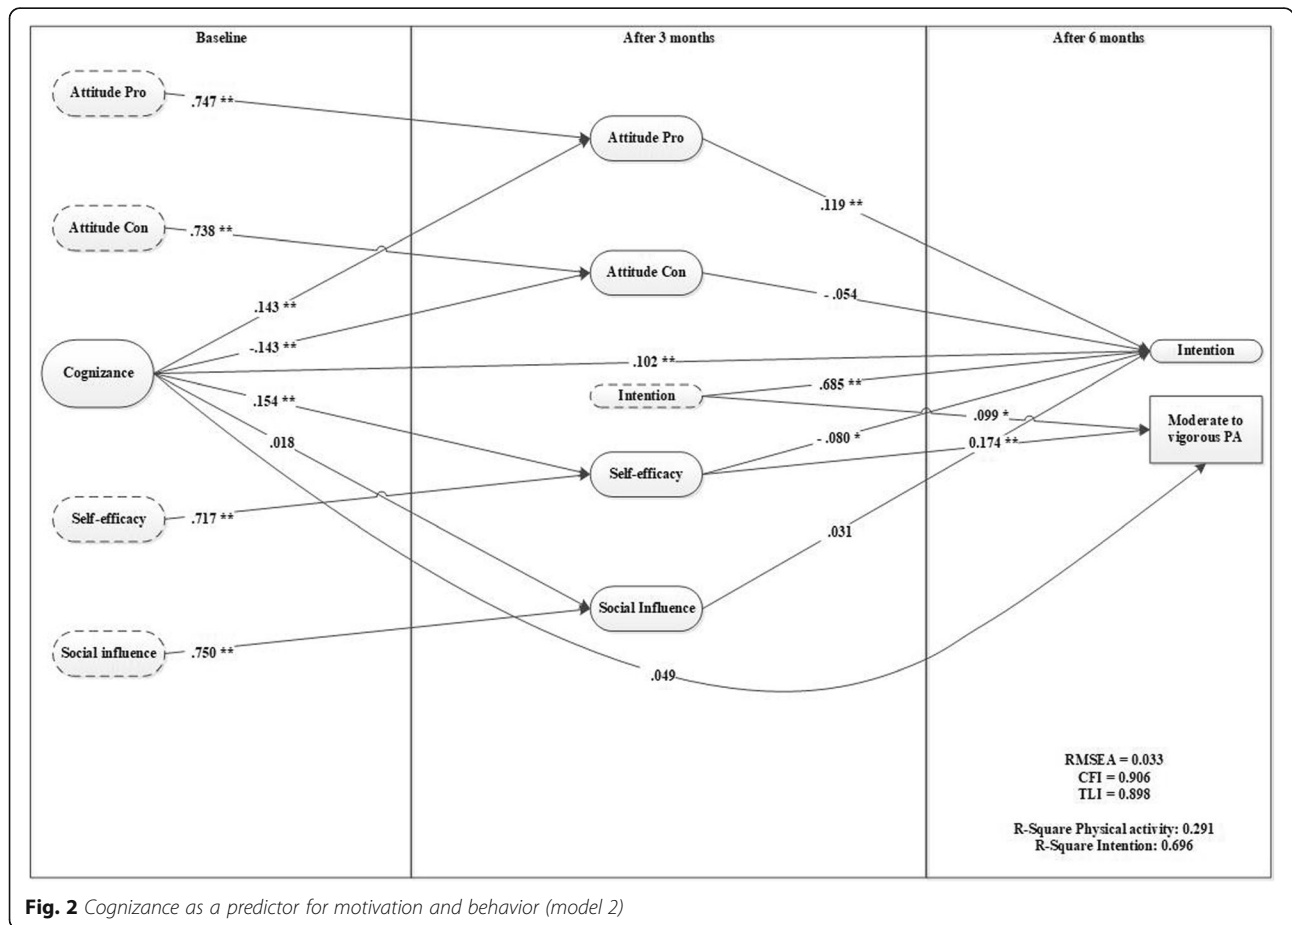 Baseline
After 3 months
After 6 months
Attitude Pro
.747 **
Attitude Pro
.119 **
Attitude Con
.738 **
Attitude Con
- .054
.143 **
-.143 **
Cognizance
.102 **
Intention
.685 **
Intention
.154 **
.099 *
Moderate to
vigorous PA
.018
- .080 *
0.174 **
Self-efficacy
Self-efficacy
.717 **
.031
Social Influence
Social influence
.750 **
.049
RMSEA = 0.033
CFI = 0.906
TLI = 0.898
R-Square Physical activity: 0.291
R-Square Intention: 0.696
Fig. 2 Cognizance as a predictor for motivation and behavior (model 2)